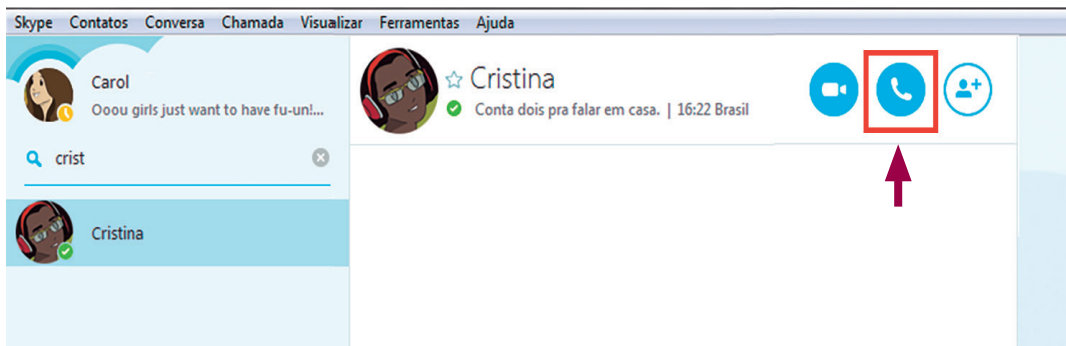 Skype Contatos Conversa Chamada Visualizar Ferramentas Ajuda
Carol
Ooou girls just want to have fu-un!...
crist
Cristina
Cristina
Conta dois pra falar em casa. | 16:22 Brasil